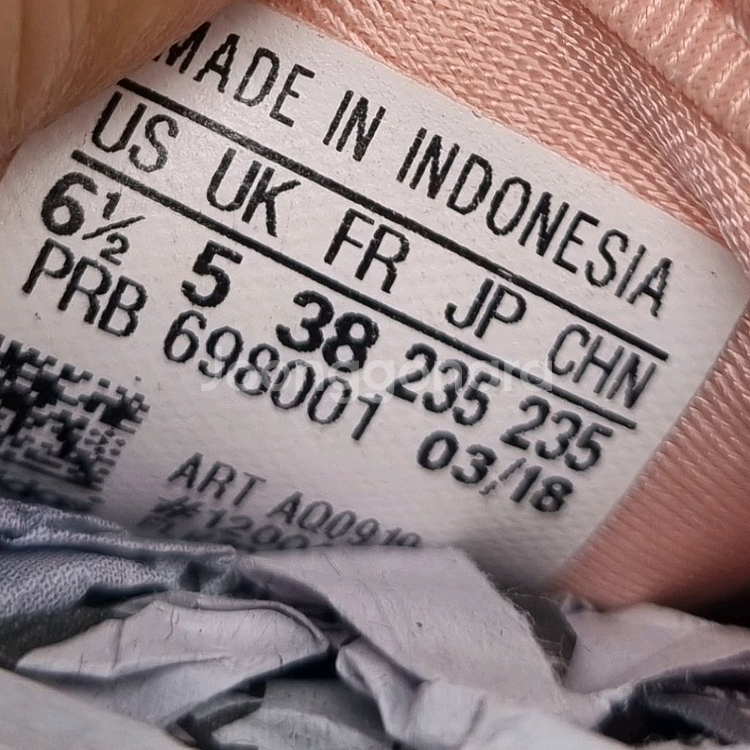 MADE IN INDONESIA
US UK FR JP CHN
6½ 5 38 235 235
PRB 698001 03/18
ART
Joonggonara